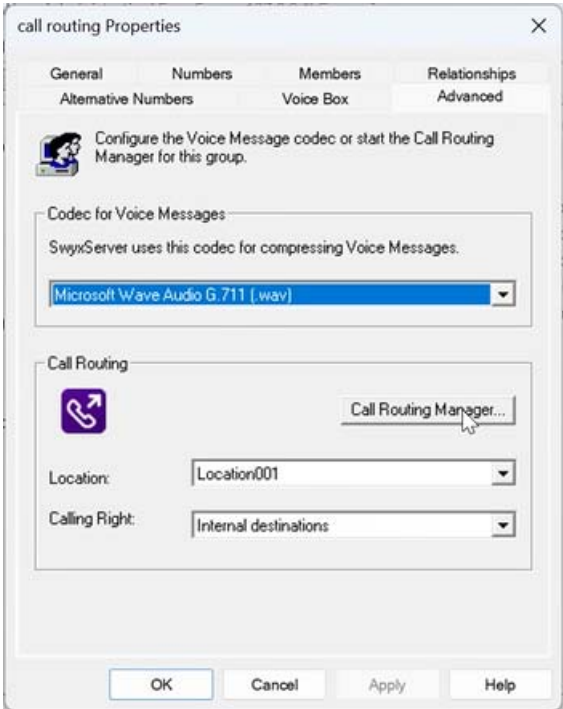 call routing Properties
General Numbers Members Relationships
Alternative Numbers Voice Box Advanced
Configure the Voice Message codec or start the Call Routing
Manager for this group.
Codec for Voice Messages
SwyxServer uses this codec for compressing Voice Messages.
Microsoft Wave Audio G.711 (.wav)
Call Routing
Call Routing Manager...
Location: Location001
Calling Right: Internal destinations
OK Cancel Apply Help